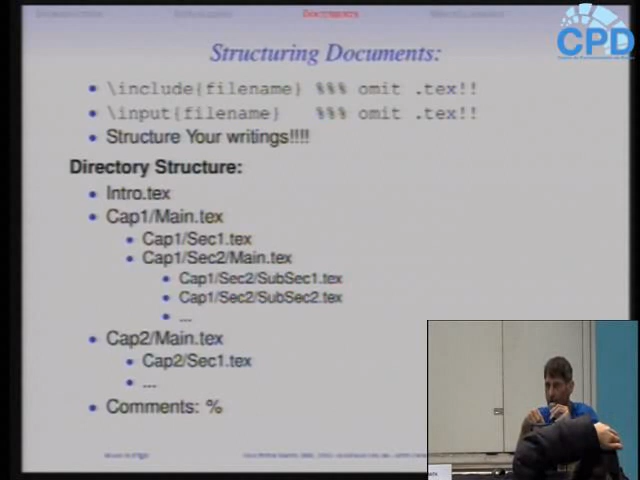 CPD
Structuring Documents:
\include{filename} %%% omit .tex!!
\input{filename} %%% omit .tex!!
Structure Your writings!!!!
Directory Structure:
Intro.tex
Cap1/Main.tex
Cap1/Sec1.tex
Cap1/Sec2/Main.tex
Cap1/Sec2/SubSec1.tex
Cap1/Sec2/SubSec2.tex
...
Cap2/Main.tex
Cap2/Sec1.tex
...
Comments: %